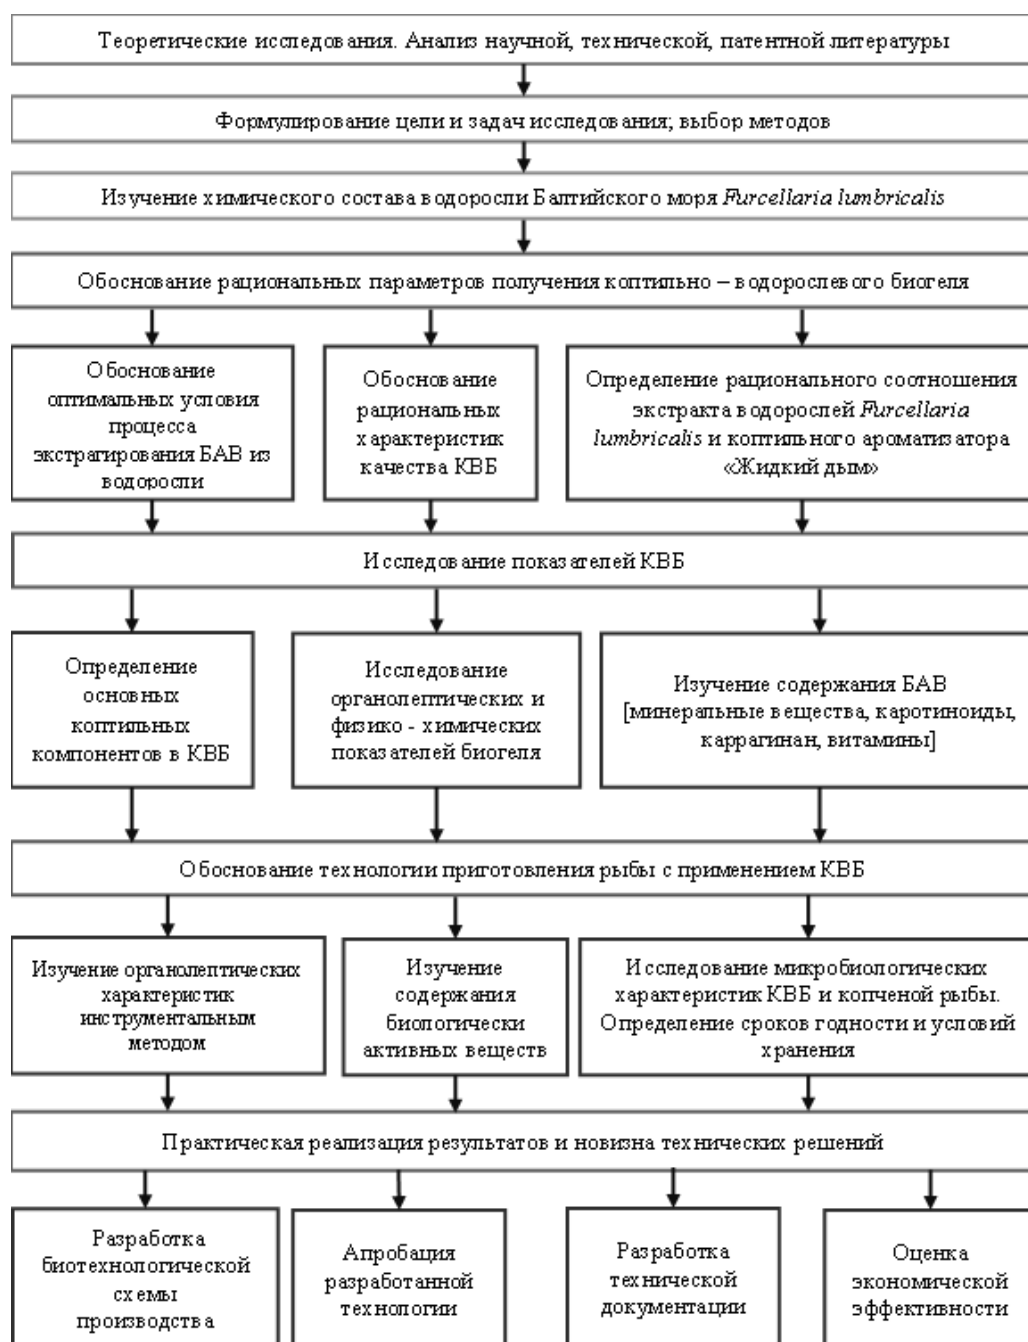 Теоретические исследования. Анализ научной, технической, патентной литературы
Формулирование цели и задач исследования; выбор методов
Изучение химического состава водоросли Балтийского моря Furcellaria lumbricalis
Обоснование рациональных параметров получения коптильно – водорослевого биогеля
Обоснование
оптимальных условия
процесса
экстрагирования БАВ из
водоросли
Обоснование
рациональных
характеристик
качества КВБ
Определение рационального соотношения
экстракта водорослей Furcellaria
lumbricalis и коптильного ароматизатора
«Жидкий дым»
Исследование показателей КВБ
Определение
основных
коптильных
компонентов в КВБ
Исследование
органолептических и
физико - химических
показателей биогеля
Изучение содержания БАВ
[минеральные вещества, каротиноиды,
каррагинан, витамины]
Обоснование технологии приготовления рыбы с применением КВБ
Изучение органолептических
характеристик
инструментальным
методом
Изучение
содержания
биологически
активных веществ
Исследование микробиологических
характеристик КВБ и копченой рыбы.
Определение сроков годности и условий
хранения
Практическая реализация результатов и новизна технических решений
Разработка
биотехнологической
схемы
производства
Апробация
разработанной
технологии
Разработка
технической
документации
Оценка
экономической
эффективности